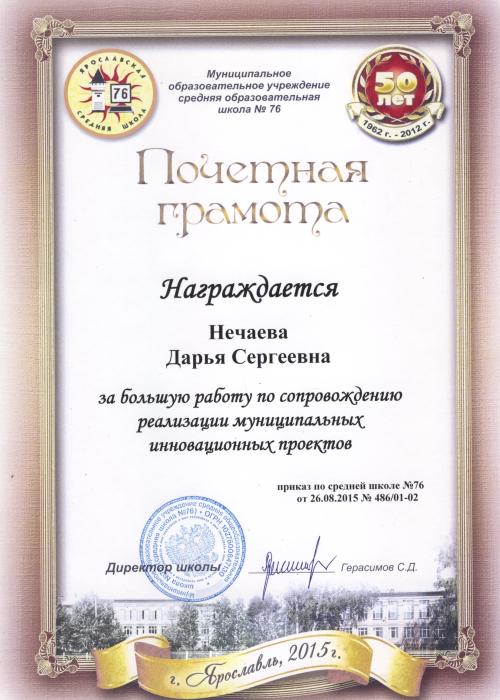 ЯРОСЛАВСКАЯ
76
СРЕДНЯЯ ШКОЛА
Муниципальное
образовательное учреждение
средняя образовательная
школа № 76
50
ЛЕТ
1962 г. - 2012 г.
Почетная
грамота
Награждается
Нечаева
Дарья Сергеевна
за большую работу по сопровождению
реализации муниципальных
инновационных проектов
приказ по средней школе №76
от 26.08.2015 № 486/01-02
Директор школы
Герасимов С.Д.
г. Ярославль, 2015г.